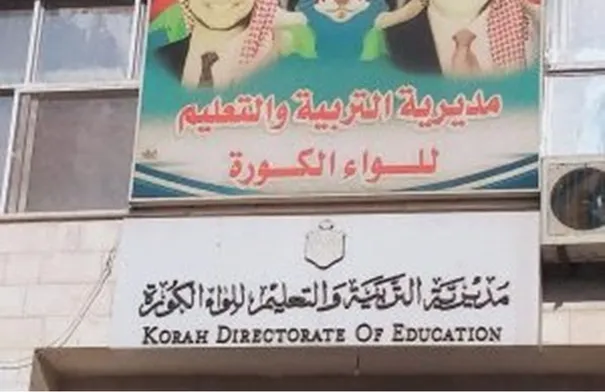 مديرية التربية والتعليم
للواء الكورة
مديرية التربية والتعليم للواء الكورة
KORAH DIRECTORATE OF EDUCATION